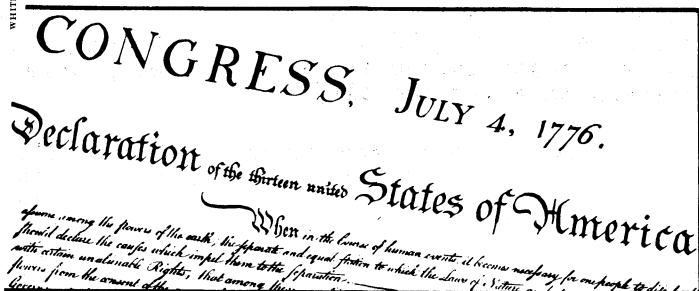 WHIT
CONGRESS, JULY 4, 1776.
Declaration of the thirteen united States of America
When in the Course of human events it becomes necessary for one people to
assume among the powers of the earth, the separate and equal station to which the Laws of Nature
should declare the causes which impel them to the separation.
with certain unalienable Rights, that among
powers from the consent of the